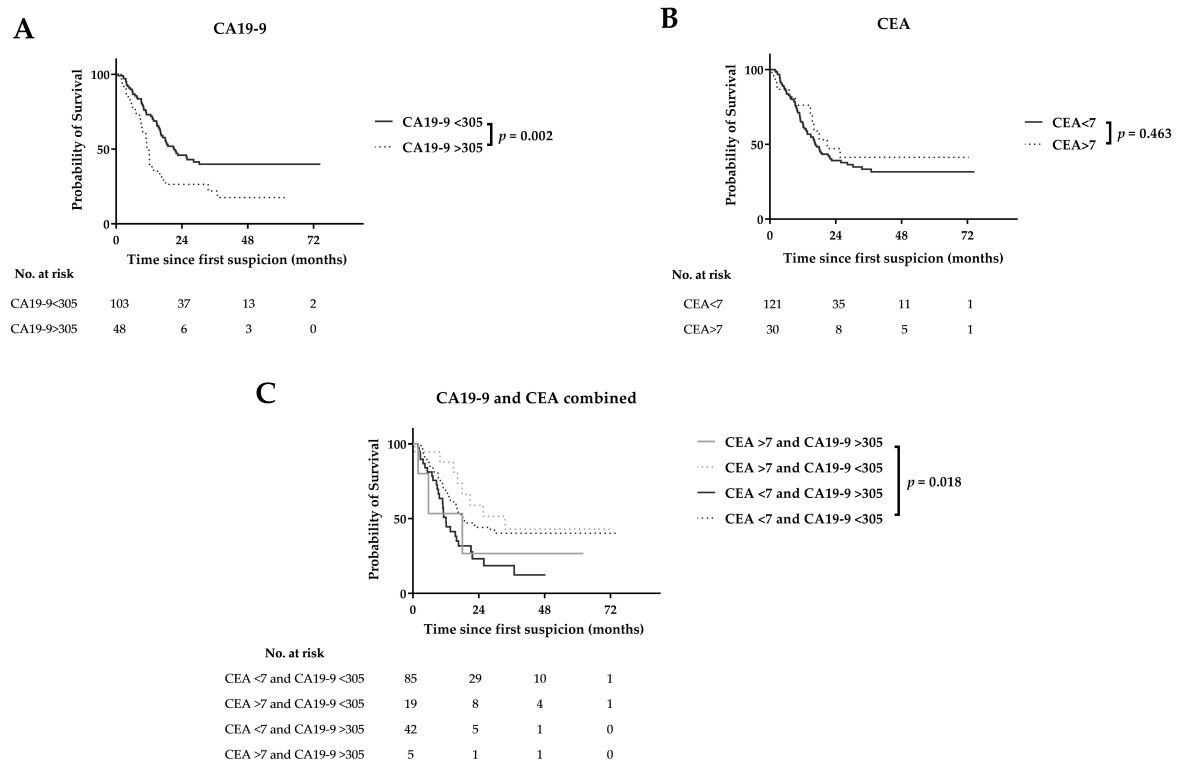 A
CA19-9
Probability of Survival
100
50
0
0 24 48 72
Time since first suspicion (months)
CA19-9 <305
CA19-9 >305
p = 0.002
No. at risk
CA19-9<305 103 37 13 2
CA19-9>305 48 6 3 0
B
CEA
Probability of Survival
100
50
0
0 24 48 72
Time since first suspicion (months)
CEA<7
CEA>7
p = 0.463
No. at risk
CEA<7 121 35 11 1
CEA>7 30 8 5 1
C
CA19-9 and CEA combined
Probability of Survival
100
50
0
0 24 48 72
Time since first suspicion (months)
CEA >7 and CA19-9 >305
CEA >7 and CA19-9 <305
CEA <7 and CA19-9 >305
CEA <7 and CA19-9 <305
p = 0.018
No. at risk
CEA <7 and CA19-9 <305 85 29 10 1
CEA >7 and CA19-9 <305 19 8 4 1
CEA <7 and CA19-9 >305 42 5 1 0
CEA >7 and CA19-9 >305 5 1 1 0